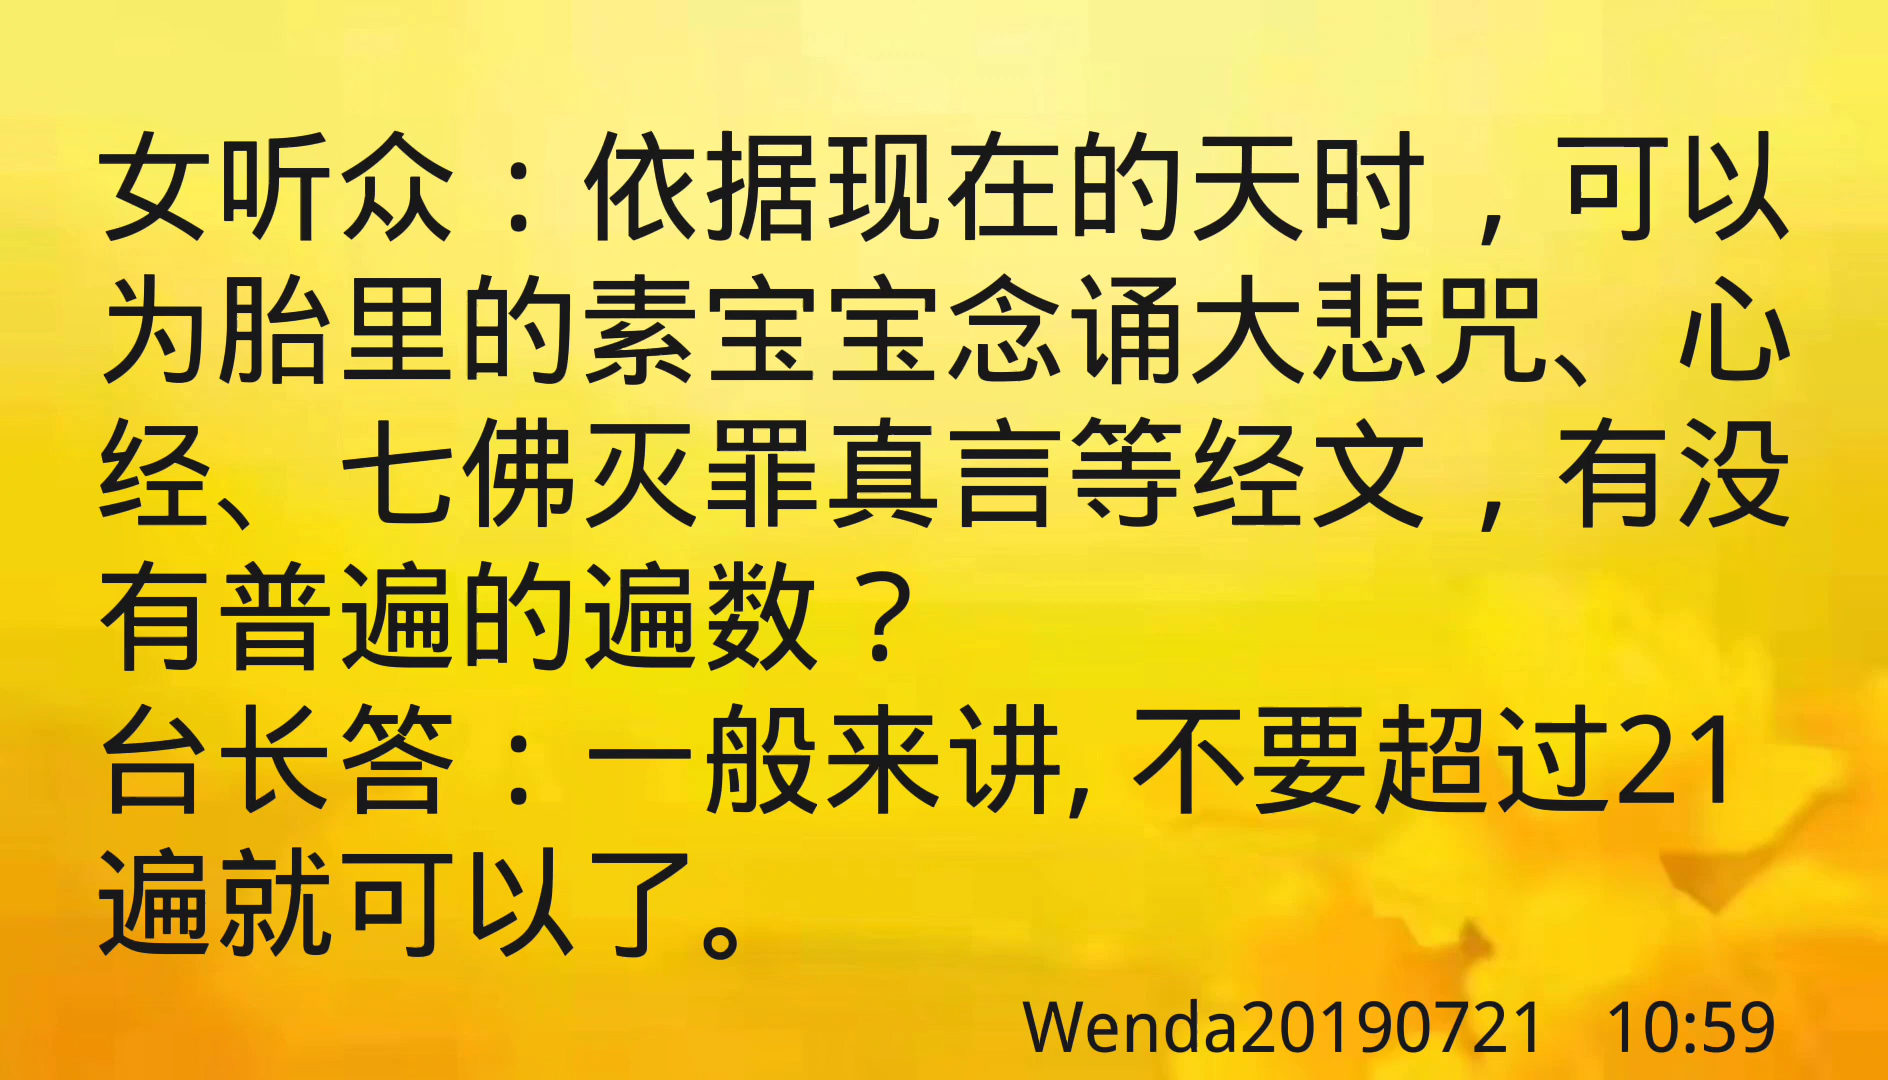 女听众：依据现在的天时，可以
为胎里的素宝宝念诵大悲咒、心
经、七佛灭罪真言等经文，有没
有普遍的遍数？
台长答：一般来讲, 不要超过21
遍就可以了。
Wenda20190721 10:59